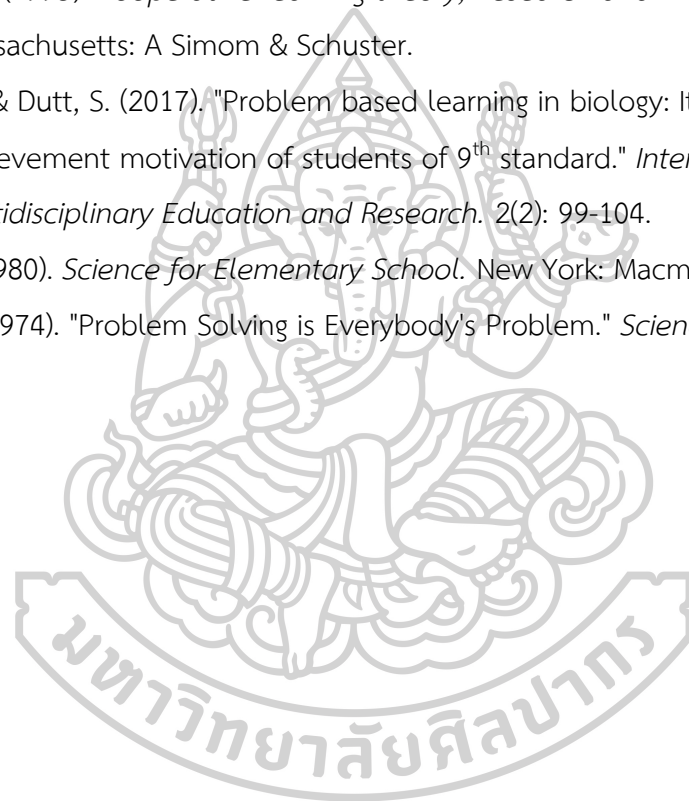 sachusetts: A Simom & Schuster.
& Dutt, S. (2017). "Problem based learning in biology: It
evement motivation of students of 9th standard." Inter
tidisciplinary Education and Research. 2(2): 99-104.
980). Science for Elementary School. New York: Macm
974). "Problem Solving is Everybody's Problem." Scien
มหาวิทยาลัยศิลปากร